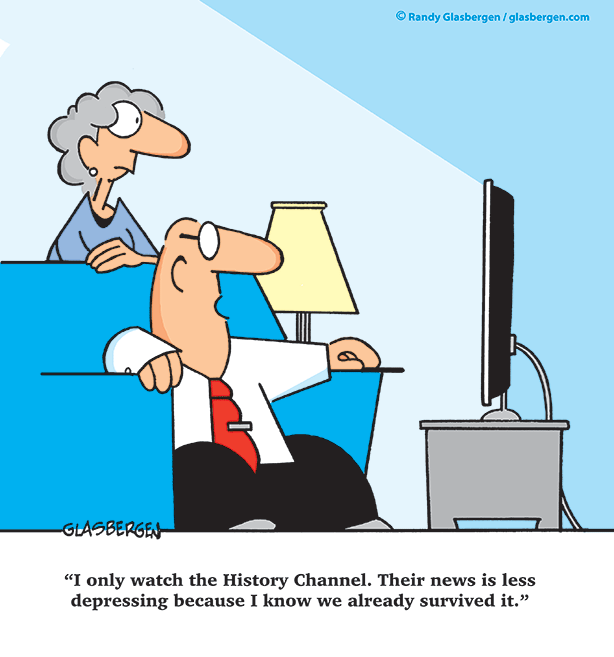 © Randy Glasbergen / glasbergen.com
GLASBERGEN
“I only watch the History Channel. Their news is less
depressing because I know we already survived it.”